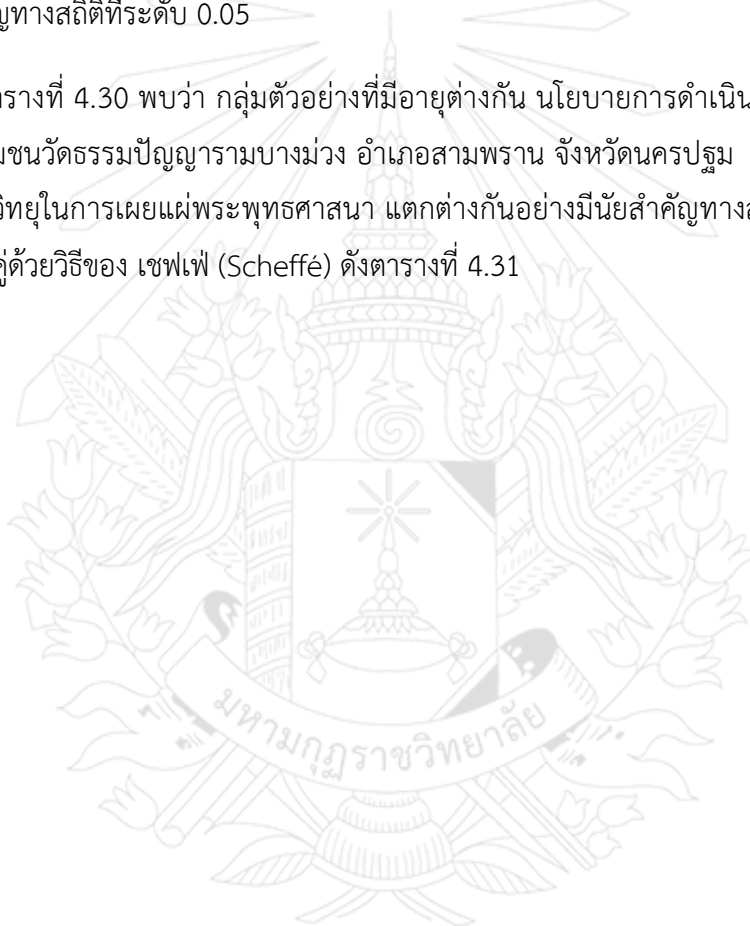 ญทางสถิติที่ระดับ 0.05
รางที่ 4.30 พบว่า กลุ่มตัวอย่างที่มีอายุต่างกัน นโยบายการดำเนิน
มชนวัดธรรมปัญญารามบางม่วง อำเภอสามพราน จังหวัดนครปฐม
วิทยุในการเผยแผ่พระพุทธศาสนา แตกต่างกันอย่างมีนัยสำคัญทางส
คู่ด้วยวิธีของ เชฟเฟ่ (Scheffé) ดังตารางที่ 4.31
มหามกุฏราชวิทยาลัย